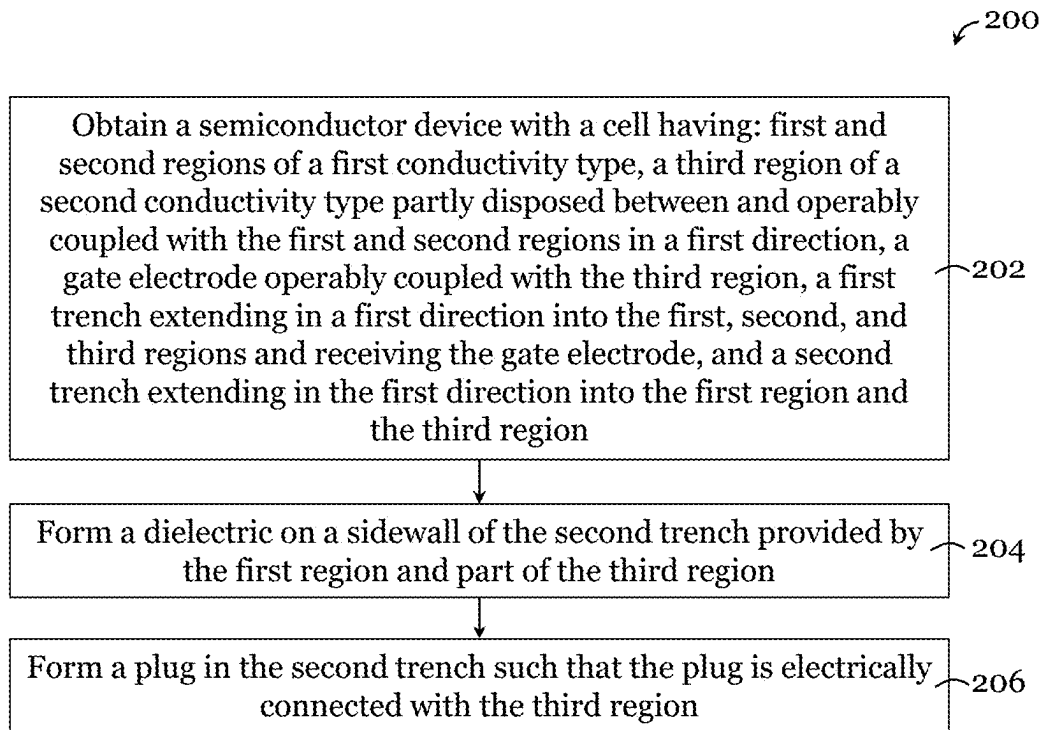 200
Obtain a semiconductor device with a cell having: first and
second regions of a first conductivity type, a third region of a
second conductivity type partly disposed between and operably
coupled with the first and second regions in a first direction, a
gate electrode operably coupled with the third region, a first
trench extending in a first direction into the first, second, and
third regions and receiving the gate electrode, and a second
trench extending in the first direction into the first region and
the third region
202
Form a dielectric on a sidewall of the second trench provided by
the first region and part of the third region
204
Form a plug in the second trench such that the plug is electrically
connected with the third region
206